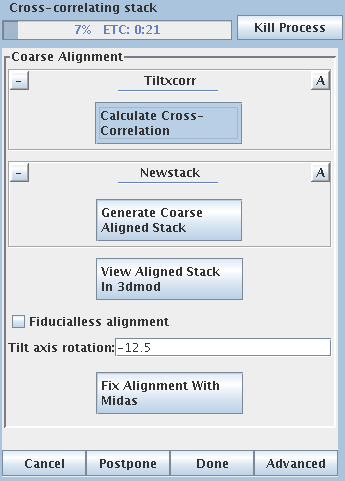 Cross-correlating stack
7% ETC: 0:21
Kill Process
Coarse Alignment
- Tiltxcorr A
Calculate Cross-
Correlation
- Newstack A
Generate Coarse
Aligned Stack
View Aligned Stack
In 3dmod
Fiducialless alignment
Tilt axis rotation: -12.5
Fix Alignment With
Midas
Cancel Postpone Done Advanced